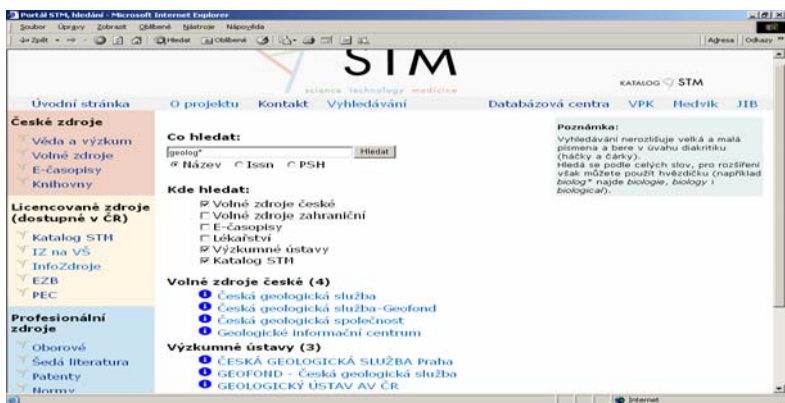 Portál STM, hledání - Microsoft Internet Explorer
Soubor Úpravy Zobrazit Oblíbené Nástroje Nápověda
Zpět Hledat Oblíbené Adresa Odkazy »
STM
science technology medicine
KATALOG STM
Úvodní stránka O projektu Kontakt Vyhledávání Databázová centra VPK Medvik JIB
České zdroje
Věda a výzkum
Volné zdroje
E-časopisy
Knihovny
Licencované zdroje
(dostupné v ČR)
Katalog STM
IZ na VŠ
InfoZdroje
EZB
PEC
Profesionální
zdroje
Oborové
Šedá literatura
Patenty
Normy
Co hledat:
geolog* Hledat
Název Issn PSH
Kde hledat:
Volné zdroje české
Volné zdroje zahraniční
E-časopisy
Lékařství
Výzkumné ústavy
Katalog STM
Volné zdroje české (4)
Česká geologická služba
Česká geologická služba-Geofond
Česká geologická společnost
Geologické informační centrum
Výzkumné ústavy (3)
ČESKÁ GEOLOGICKÁ SLUŽBA Praha
GEOFOND - Česká geologická služba
GEOLOGICKÝ ÚSTAV AV ČR
Poznámka:
Vyhledávání nerozlišuje velká a malá
písmena a bere v úvahu diakritiku
(háčky a čárky).
Hledá se podle celých slov, pro rozšíření
však můžete použít hvězdičku (například
biolog* najde biologie, biology i
biological).
Internet